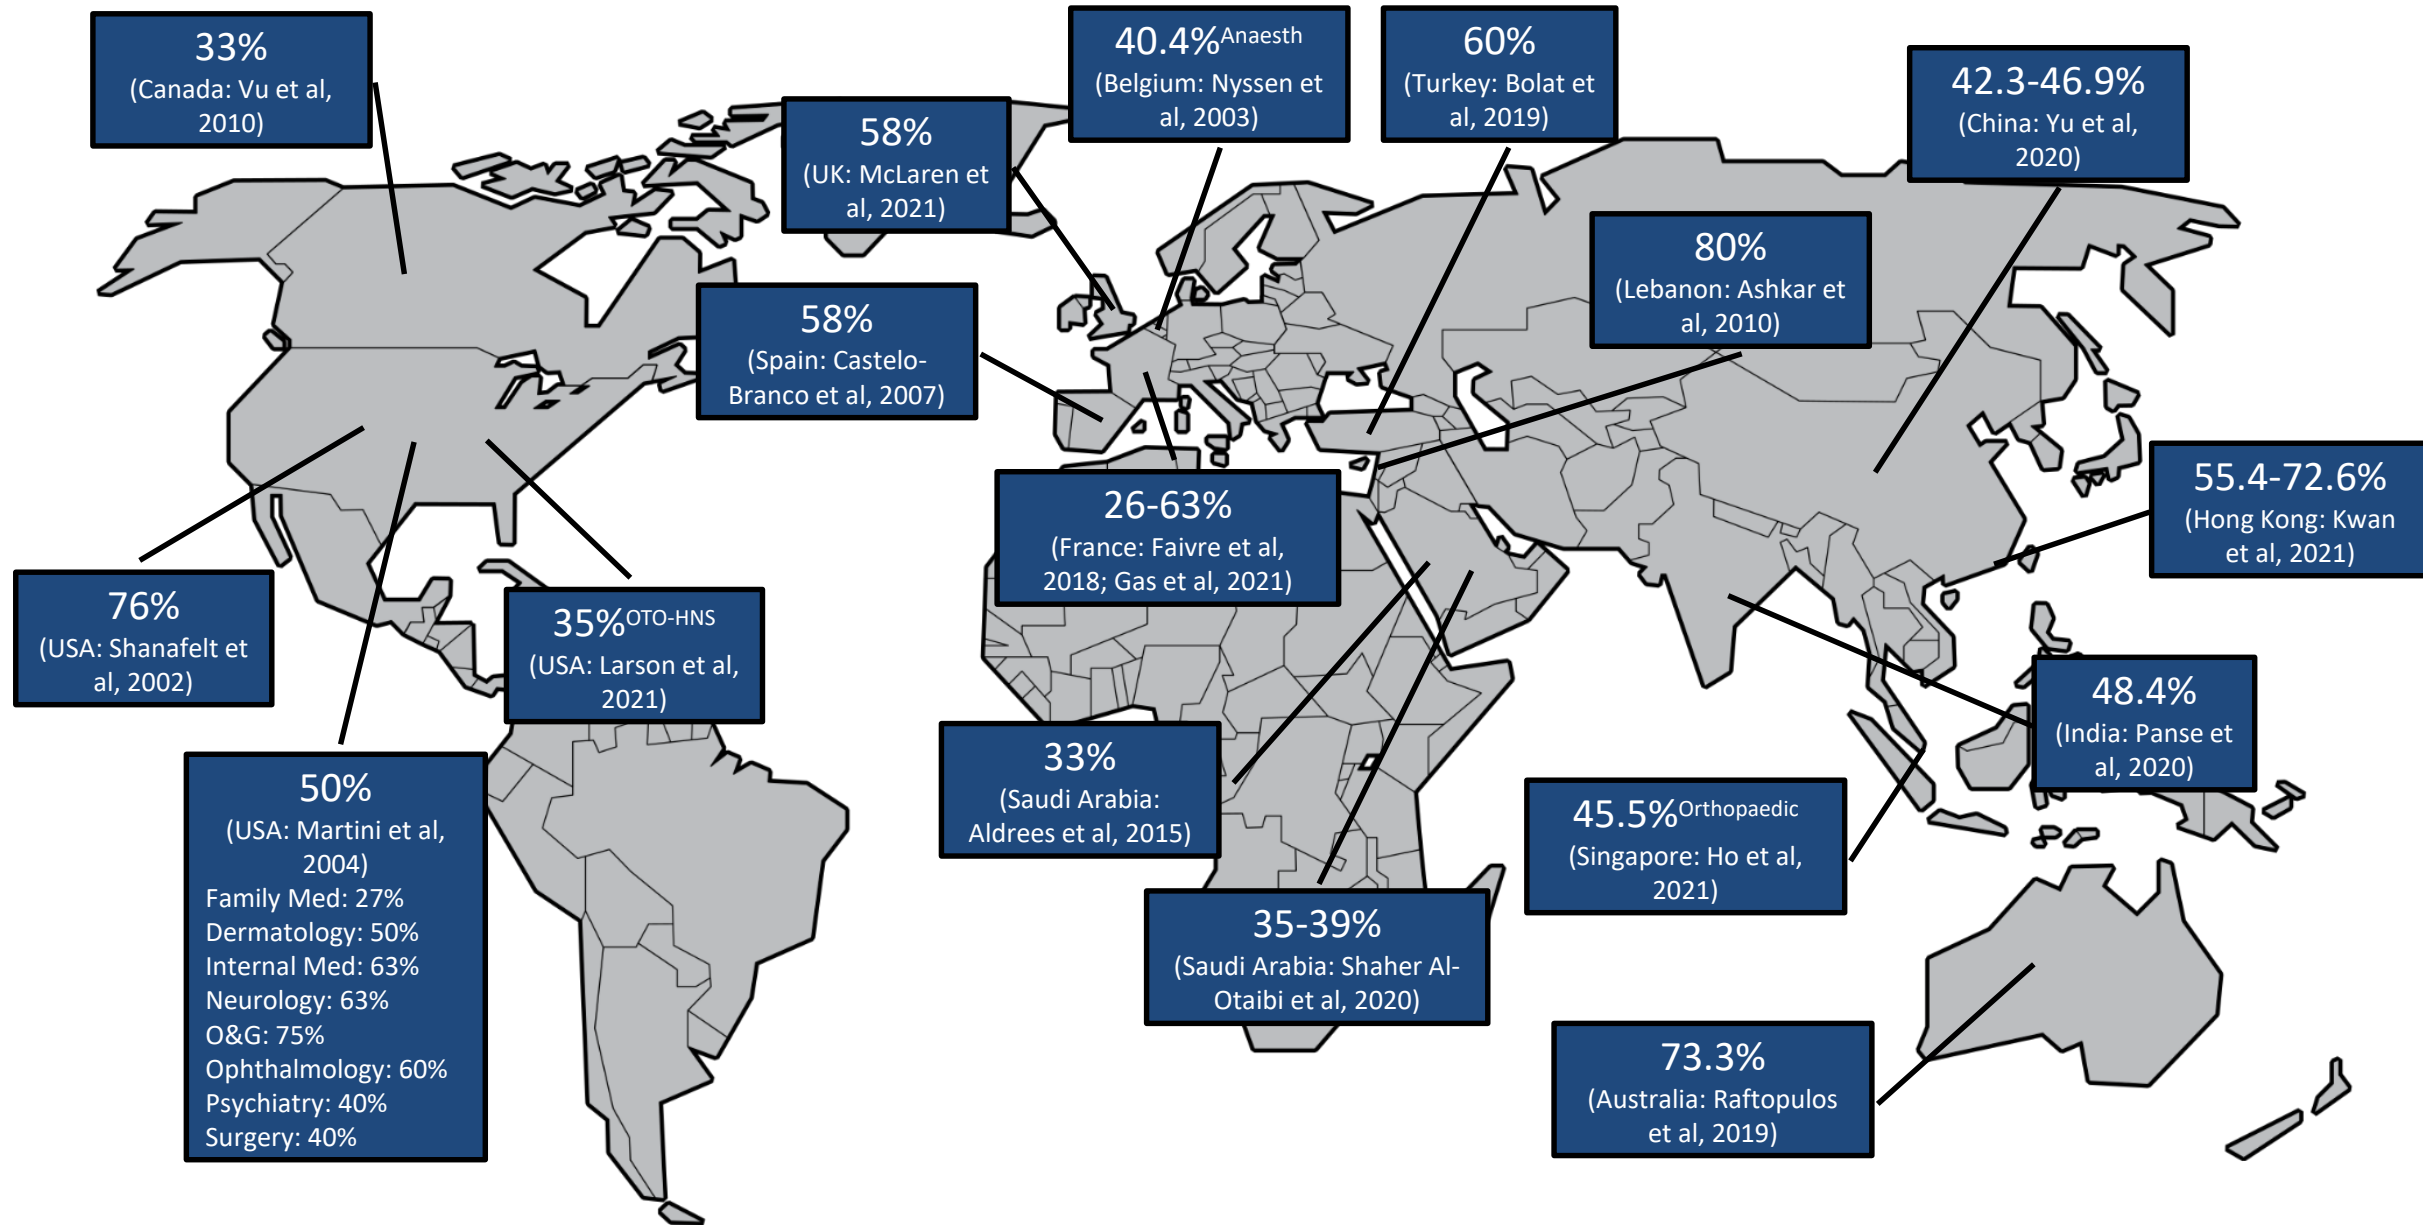 33%
(Canada: Vu et al,
2010)
58%
(UK: McLaren et
al, 2021)
40.4%Anaesth
(Belgium: Nyssen et
al, 2003)
60%
(Turkey: Bolat et
al, 2019)
42.3-46.9%
(China: Yu et al,
2020)
80%
(Lebanon: Ashkar et
al, 2010)
58%
(Spain: Castelo-
Branco et al, 2007)
26-63%
(France: Faivre et al,
2018; Gas et al, 2021)
55.4-72.6%
(Hong Kong: Kwan
et al, 2021)
76%
(USA: Shanafelt et
al, 2002)
35%OTO-HNS
(USA: Larson et al,
2021)
48.4%
(India: Panse et
al, 2020)
33%
(Saudi Arabia:
Aldrees et al, 2015)
50%
(USA: Martini et al,
2004)
Family Med: 27%
Dermatology: 50%
Internal Med: 63%
Neurology: 63%
O&G: 75%
Ophthalmology: 60%
Psychiatry: 40%
Surgery: 40%
45.5%Orthopaedic
(Singapore: Ho et al,
2021)
35-39%
(Saudi Arabia: Shaher Al-
Otaibi et al, 2020)
73.3%
(Australia: Raftopulos
et al, 2019)